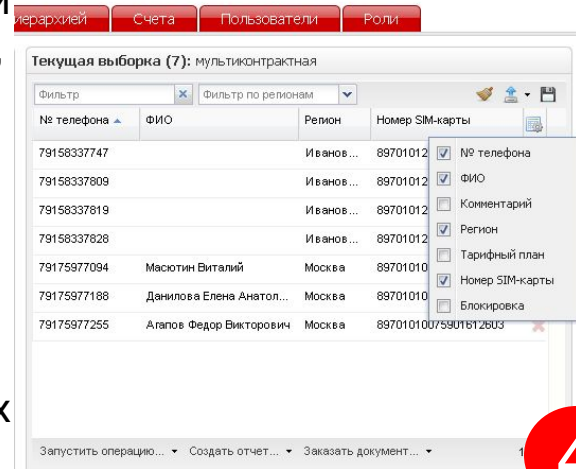 иерархией Счета Пользователи Роли
Текущая выборка (7): мультиконтрактная
Фильтр Фильтр по регионам
№ телефона ФИО Регион Номер SIM-карты
79158337747 Иванов... 89701012
79158337809 Иванов... 89701012
79158337819 Иванов... 89701012
79158337828 Иванов... 89701012
79175977094 Масютин Виталий Москва 89701010
79175977188 Данилова Елена Анатол... Москва 89701010
79175977255 Агапов Федор Викторович Москва 89701010075901612603
№ телефона
ФИО
Комментарий
Регион
Тарифный план
Номер SIM-карты
Блокировка
х
Запустить операцию... Создать отчет... Заказать документ... 1